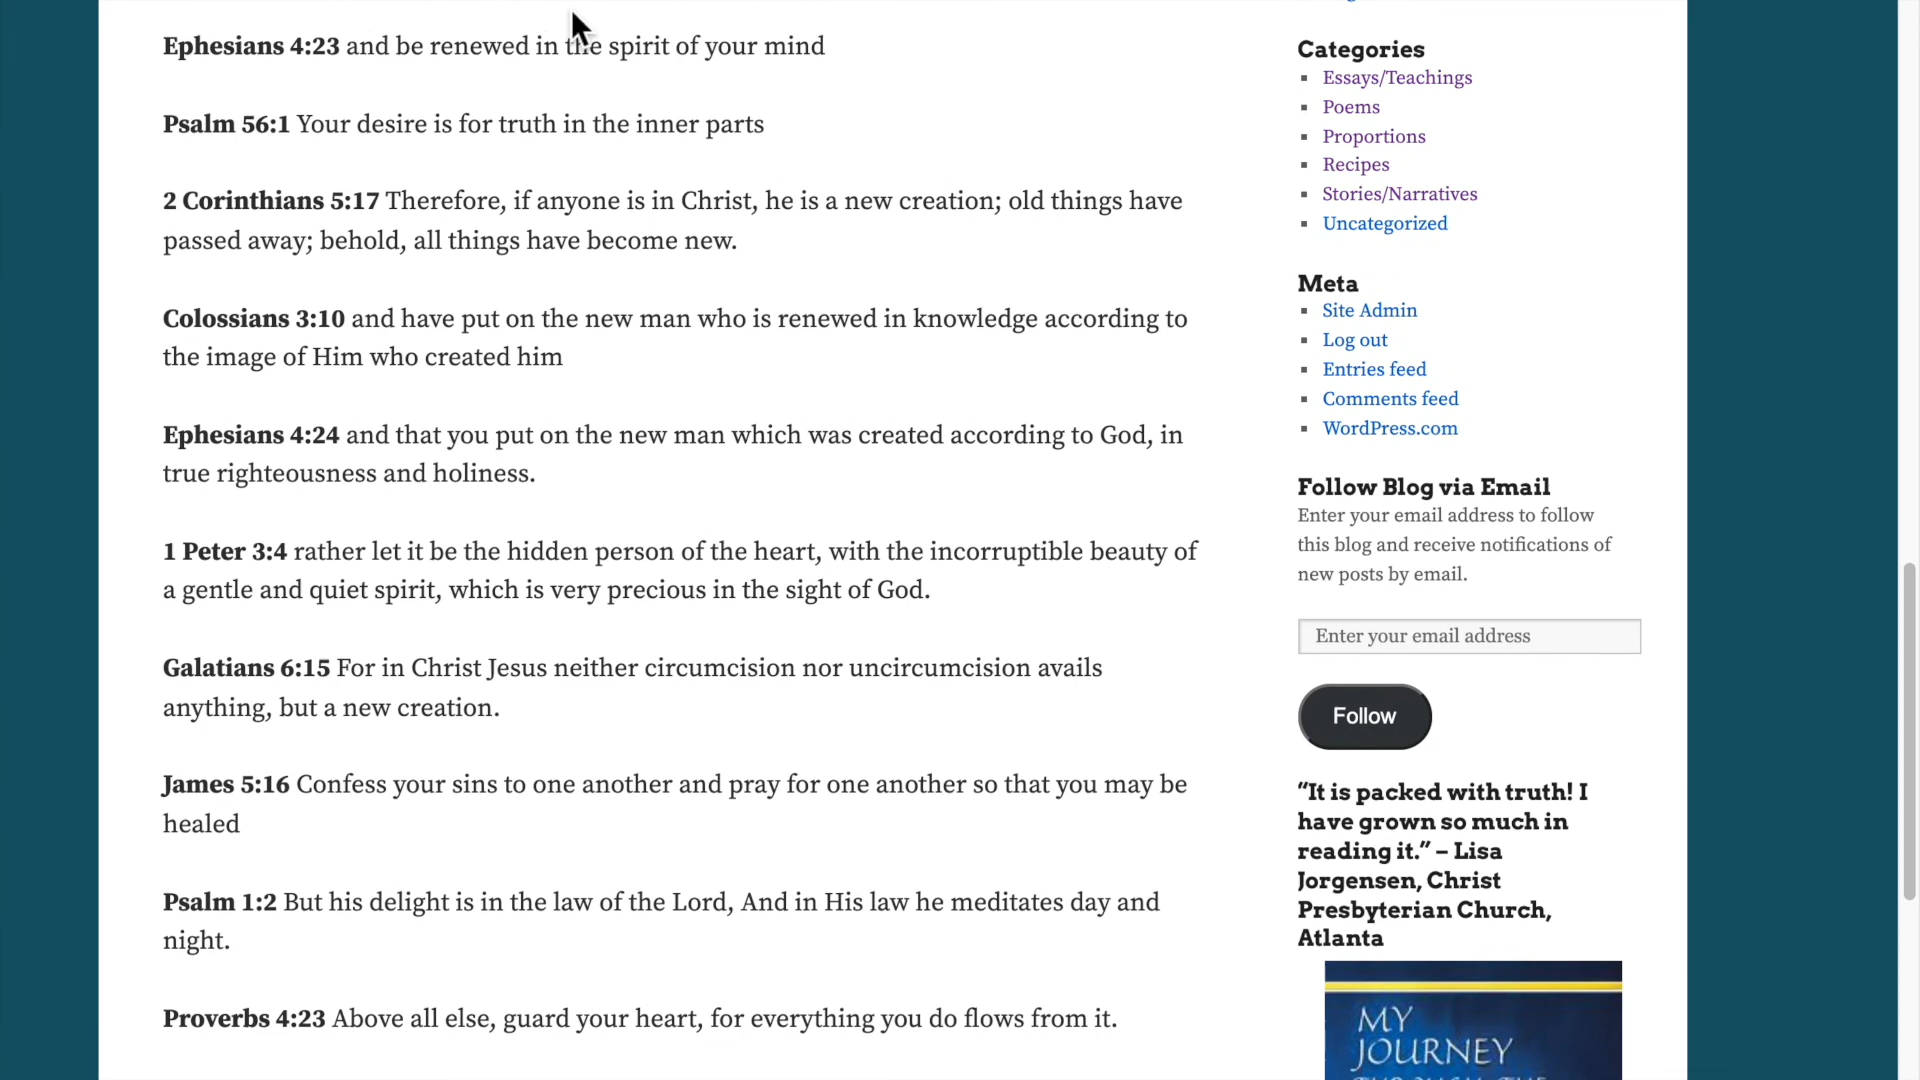 Ephesians 4:23 and be renewed in the spirit of your mind
Psalm 56:1 Your desire is for truth in the inner parts
2 Corinthians 5:17 Therefore, if anyone is in Christ, he is a new creation; old things have
passed away; behold, all things have become new.
Colossians 3:10 and have put on the new man who is renewed in knowledge according to
the image of Him who created him
Ephesians 4:24 and that you put on the new man which was created according to God, in
true righteousness and holiness.
1 Peter 3:4 rather let it be the hidden person of the heart, with the incorruptible beauty of
a gentle and quiet spirit, which is very precious in the sight of God.
Galatians 6:15 For in Christ Jesus neither circumcision nor uncircumcision avails
anything, but a new creation.
James 5:16 Confess your sins to one another and pray for one another so that you may be
healed
Psalm 1:2 But his delight is in the law of the Lord, And in His law he meditates day and
night.
Proverbs 4:23 Above all else, guard your heart, for everything you do flows from it.
Categories
Essays/Teachings
Poems
Proportions
Recipes
Stories/Narratives
Uncategorized
Meta
Site Admin
Log out
Entries feed
Comments feed
WordPress.com
Follow Blog via Email
Enter your email address to follow
this blog and receive notifications of
new posts by email.
Enter your email address
Follow
“It is packed with truth! I
have grown so much in
reading it.” – Lisa
Jorgensen, Christ
Presbyterian Church,
Atlanta
MY
JOURNEY